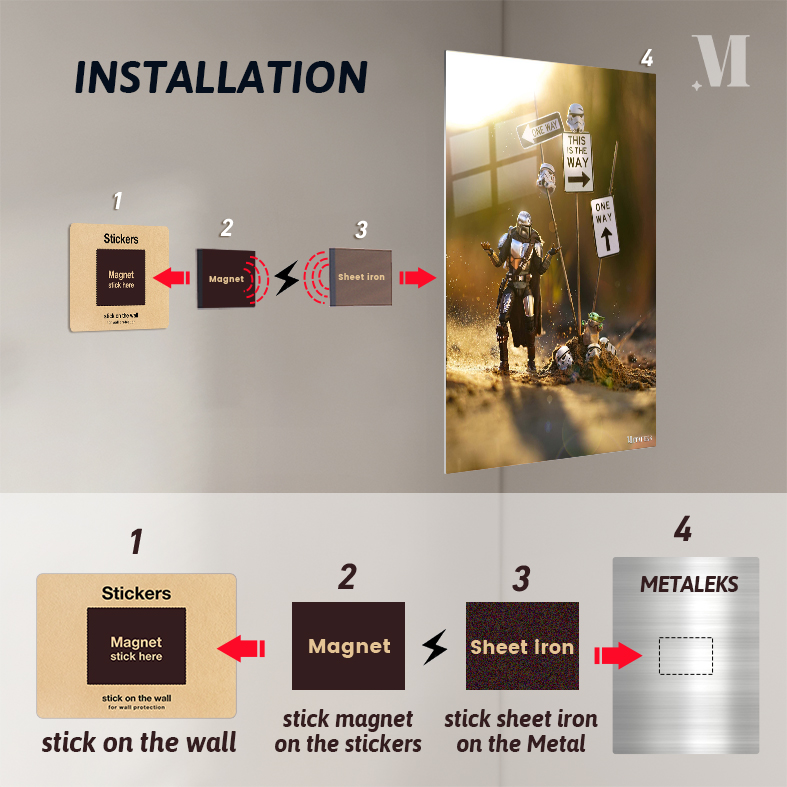 INSTALLATION
M
4
ONE WAY
THIS
IS THE
WAY
ONE
WAY
1
2
3
Stickers
Magnet
stick here
stick on the wall
for wall protection
Magnet
Sheet iron
METALEKS
1
2
3
4
Stickers
Magnet
stick here
stick on the wall
for wall protection
Magnet
Sheet iron
METALEKS
stick on the wall
stick magnet
on the stickers
stick sheet iron
on the Metal